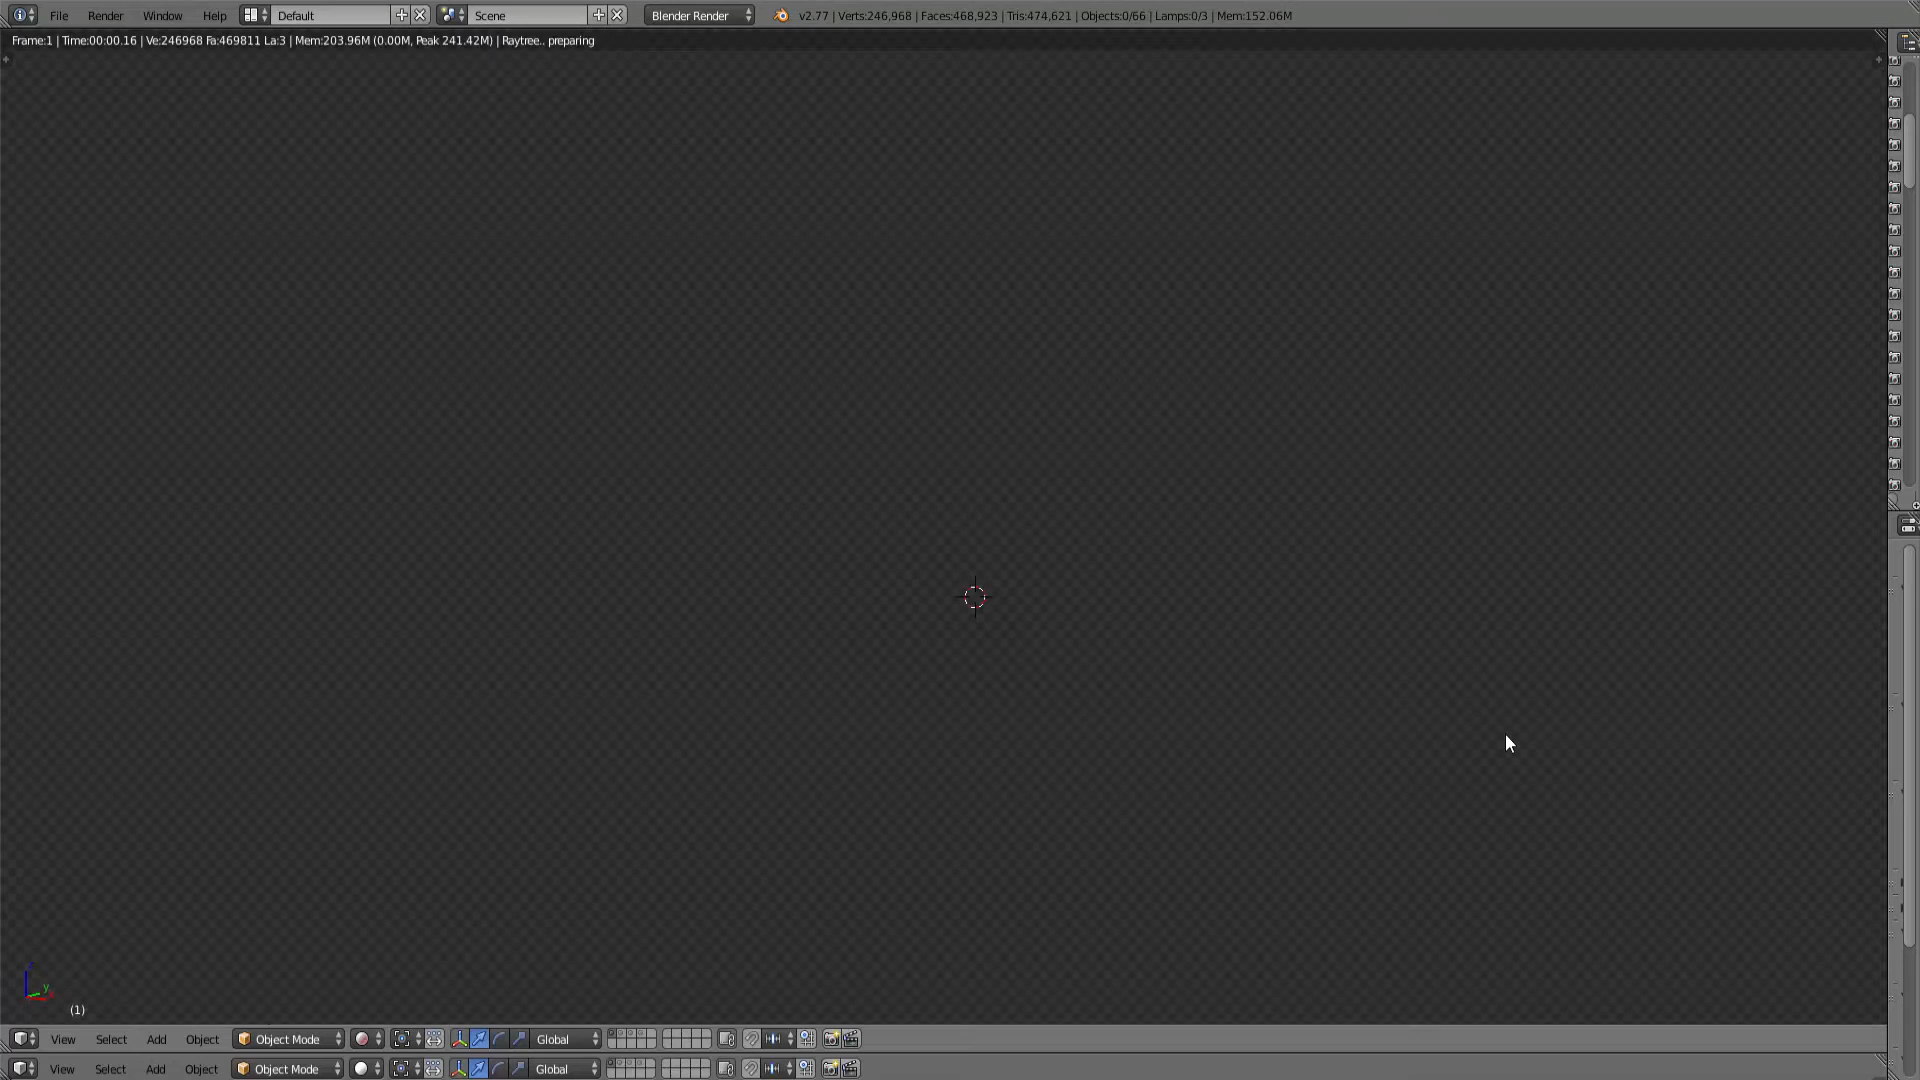 File Render Window Help Default Scene Blender Render v2.77 | Verts:246,968 | Faces:468,923 | Tris:474,621 | Objects:0/66 | Lamps:0/3 | Mem:152.06M
Frame:1 | Time:00:00.16 | Ve:246968 Fa:469811 La:3 | Mem:203.96M (0.00M, Peak 241.42M) | Raytree.. preparing
z
y
(1)
View Select Add Object Object Mode Global
View Select Add Object Object Mode Global